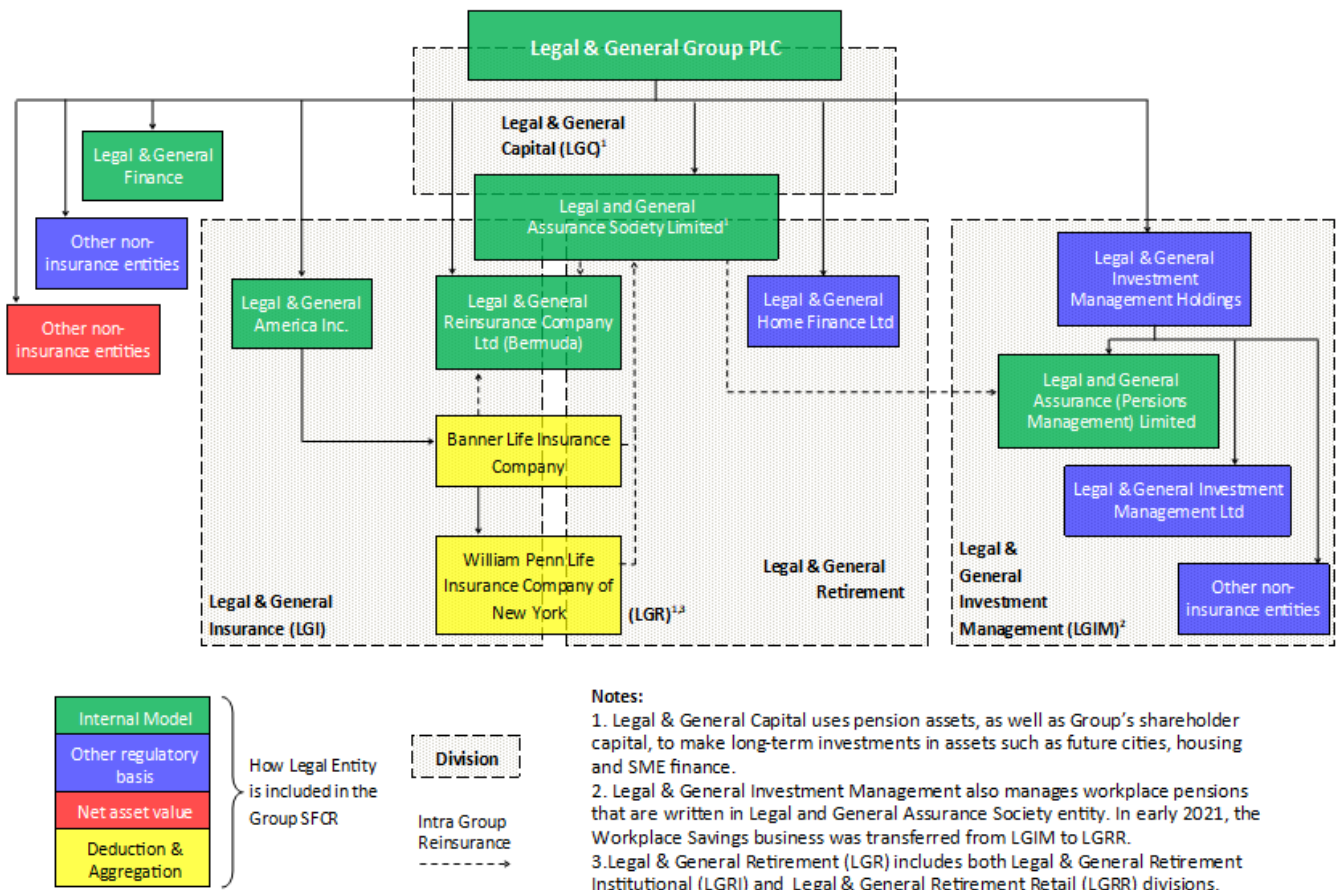 Legal & General Group PLC
Legal & General
Capital (LGC)¹
Legal & General
Finance
Legal and General
Assurance Society Limited¹
Other non-
insurance entities
Legal & General
Investment
Management Holdings
Legal & General
America Inc.
Legal & General
Reinsurance Company
Ltd (Bermuda)
Legal & General
Home Finance Ltd
Other non-
insurance entities
Legal and General
Assurance (Pensions
Management) Limited
Banner Life Insurance
Company
Legal & General Investment
Management Ltd
William Penn Life
Insurance Company of
New York
Legal & General
Retirement
(LGR)¹,³
Legal &
General
Investment
Management (LGIM)²
Other non-
insurance entities
Legal & General
Insurance (LGI)
Internal Model
Other regulatory
basis
Net asset value
Deduction &
Aggregation
How Legal Entity
is included in the
Group SFCR
Division
Intra Group
Reinsurance
Notes:
1. Legal & General Capital uses pension assets, as well as Group's shareholder
capital, to make long-term investments in assets such as future cities, housing
and SME finance.
2. Legal & General Investment Management also manages workplace pensions
that are written in Legal and General Assurance Society entity. In early 2021, the
Workplace Savings business was transferred from LGIM to LGRR.
3.Legal & General Retirement (LGR) includes both Legal & General Retirement
Institutional (LGRI) and Legal & General Retirement Retail (LGRR) divisions.